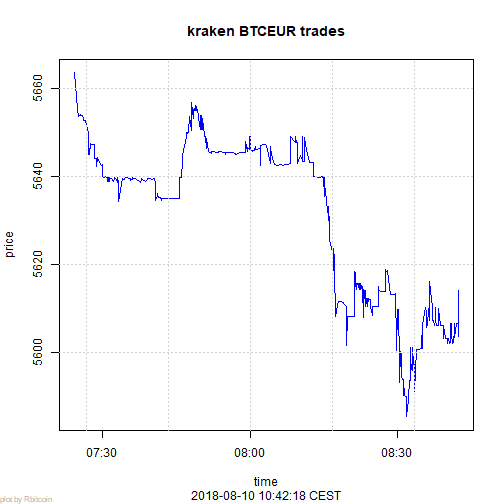 kraken BTCEUR trades
5660
5640
5620
5600
price
07:30
08:00
08:30
time
2018-08-10 10:42:18 CEST
plot by Rbitcoin